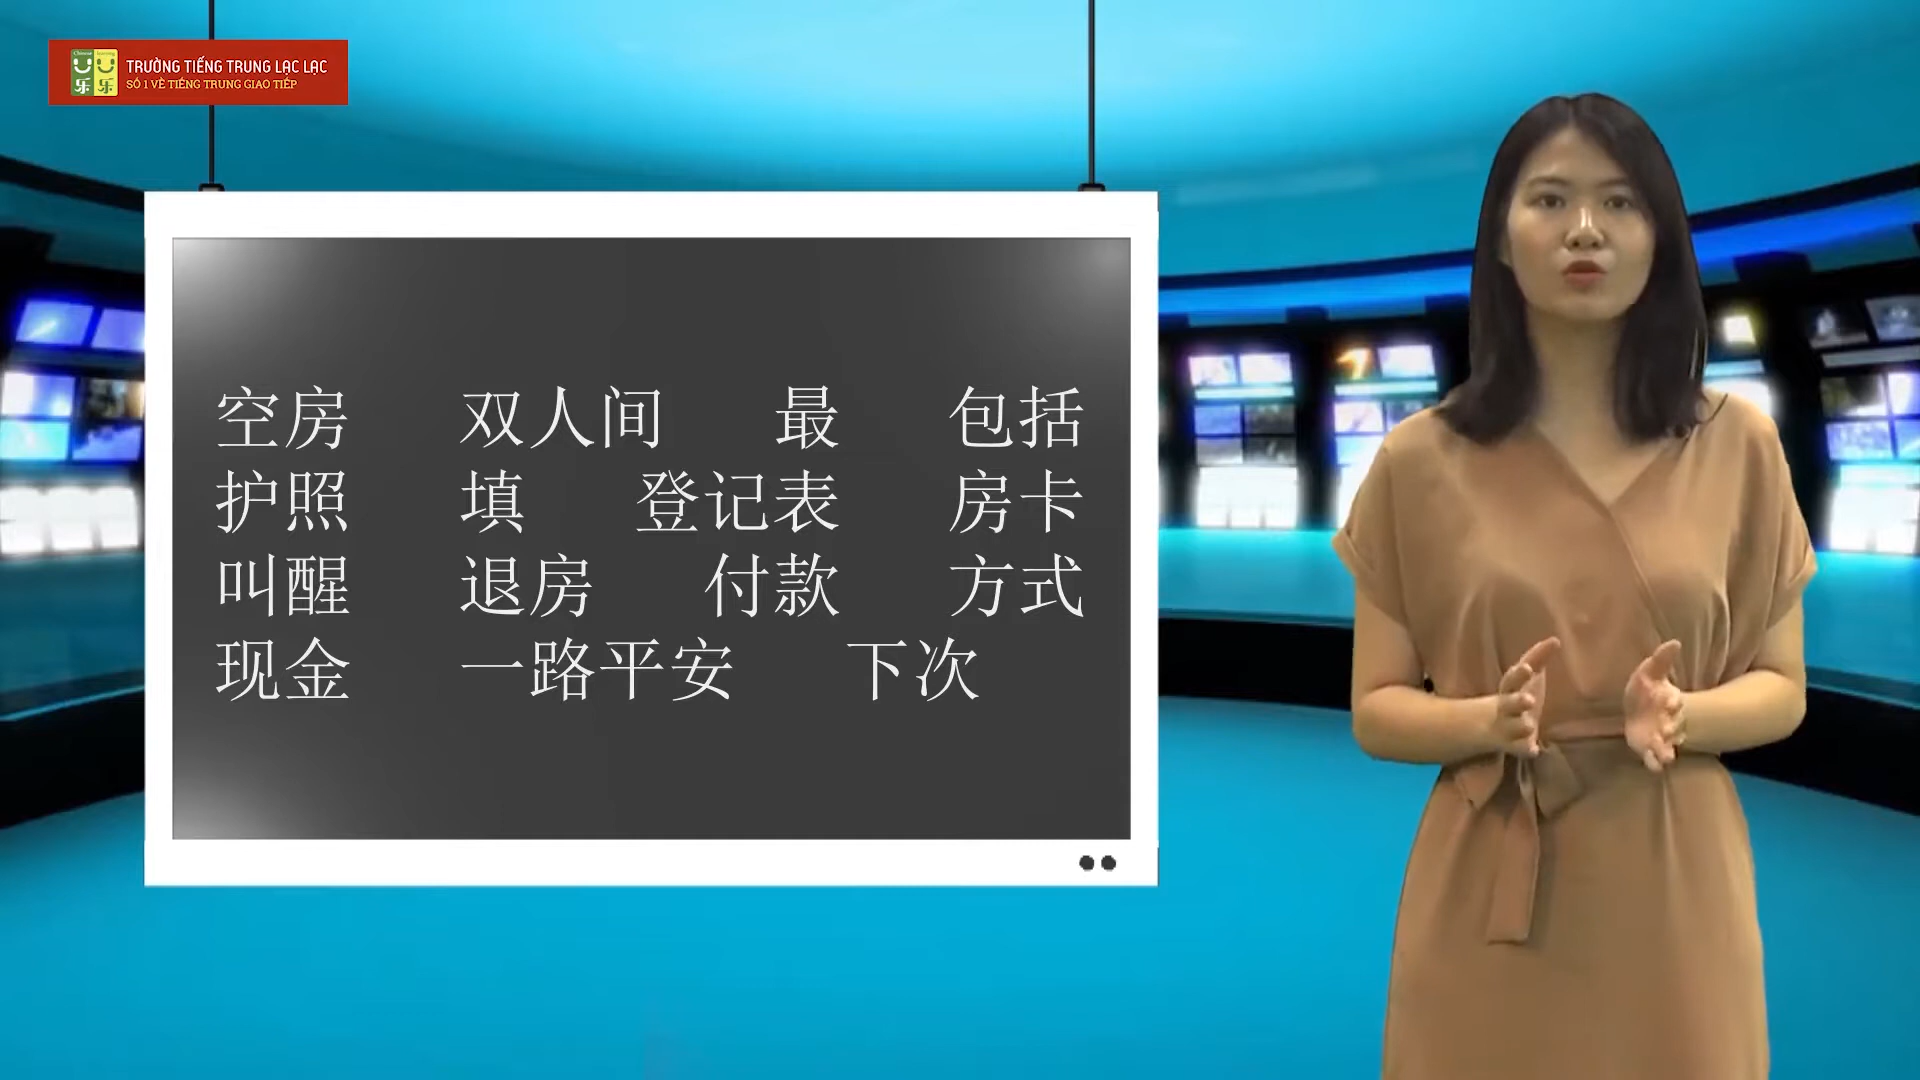 TRƯỜNG TIẾNG TRUNG LẠC LẠC
SỐ 1 VỀ TIẾNG TRUNG GIAO TIẾP
乐 乐
空房 双人间 最 包括
护照 填 登记表 房卡
叫醒 退房 付款 方式
现金 一路平安 下次